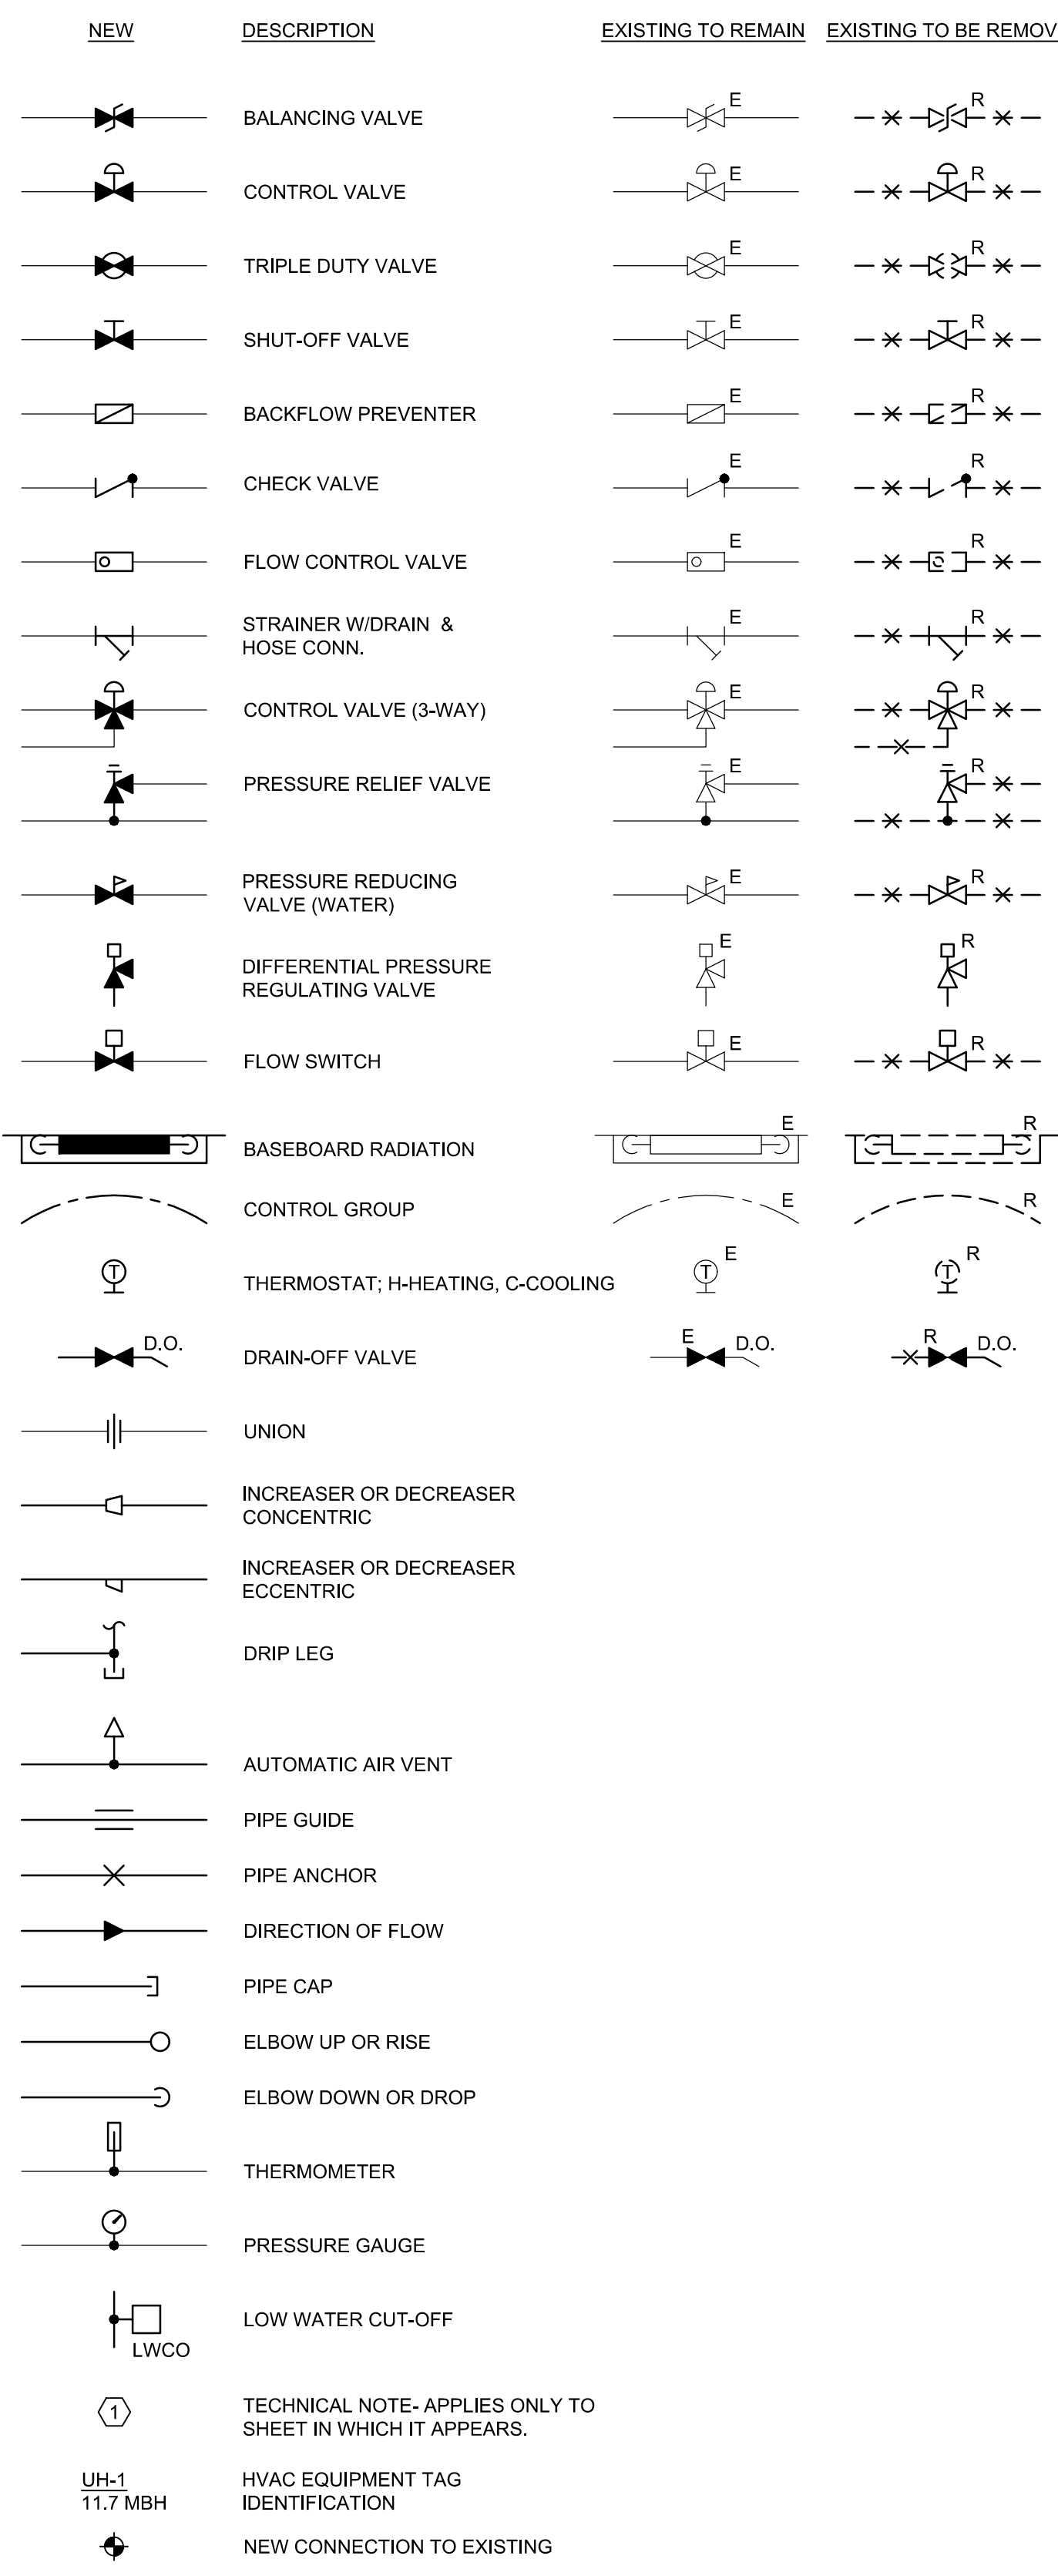 NEW DESCRIPTION EXISTING TO REMAIN EXISTING TO BE REMOV
BALANCING VALVE E R
CONTROL VALVE E R
TRIPLE DUTY VALVE E R
SHUT-OFF VALVE E R
BACKFLOW PREVENTER E R
CHECK VALVE E R
FLOW CONTROL VALVE E R
STRAINER W/DRAIN & E R
HOSE CONN.
CONTROL VALVE (3-WAY) E R
PRESSURE RELIEF VALVE E R
PRESSURE REDUCING E R
VALVE (WATER)
DIFFERENTIAL PRESSURE E R
REGULATING VALVE
FLOW SWITCH E R
BASEBOARD RADIATION E R
CONTROL GROUP E R
T THERMOSTAT; H-HEATING, C-COOLING T E T R
D.O. DRAIN-OFF VALVE E D.O. R D.O.
UNION
INCREASER OR DECREASER
CONCENTRIC
INCREASER OR DECREASER
ECCENTRIC
DRIP LEG
AUTOMATIC AIR VENT
PIPE GUIDE
PIPE ANCHOR
DIRECTION OF FLOW
PIPE CAP
ELBOW UP OR RISE
ELBOW DOWN OR DROP
THERMOMETER
PRESSURE GAUGE
LOW WATER CUT-OFF
LWCO
1 TECHNICAL NOTE- APPLIES ONLY TO
SHEET IN WHICH IT APPEARS.
UH-1 HVAC EQUIPMENT TAG
11.7 MBH IDENTIFICATION
NEW CONNECTION TO EXISTING